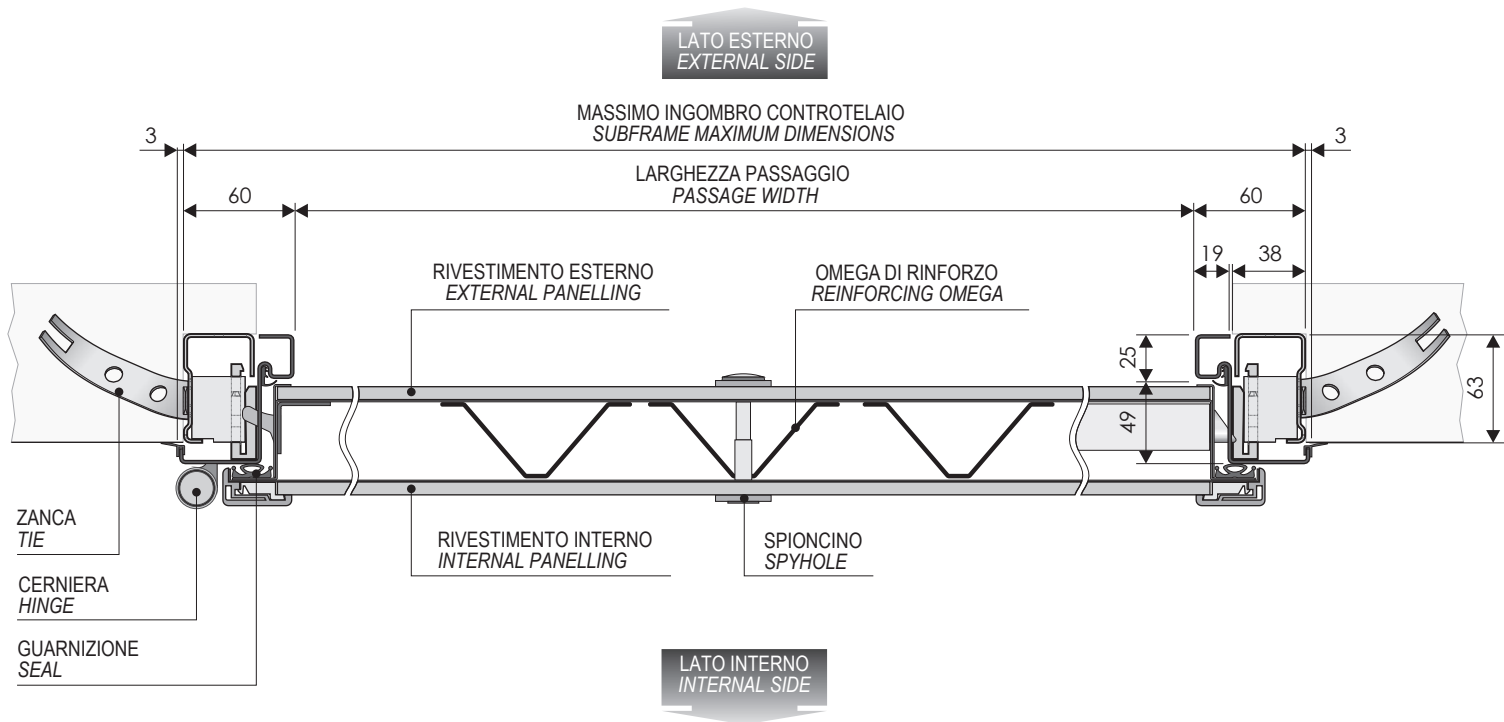 LATO ESTERNO
EXTERNAL SIDE
MASSIMO INGOMBRO CONTROTELAIO
SUBFRAME MAXIMUM DIMENSIONS
3
3
LARGHEZZA PASSAGGIO
PASSAGE WIDTH
60
60
19
38
RIVESTIMENTO ESTERNO
EXTERNAL PANELLING
OMEGA DI RINFORZO
REINFORCING OMEGA
25
63
49
ZANCA
TIE
RIVESTIMENTO INTERNO
INTERNAL PANELLING
SPIONCINO
SPYHOLE
CERNIERA
HINGE
GUARNIZIONE
SEAL
LATO INTERNO
INTERNAL SIDE